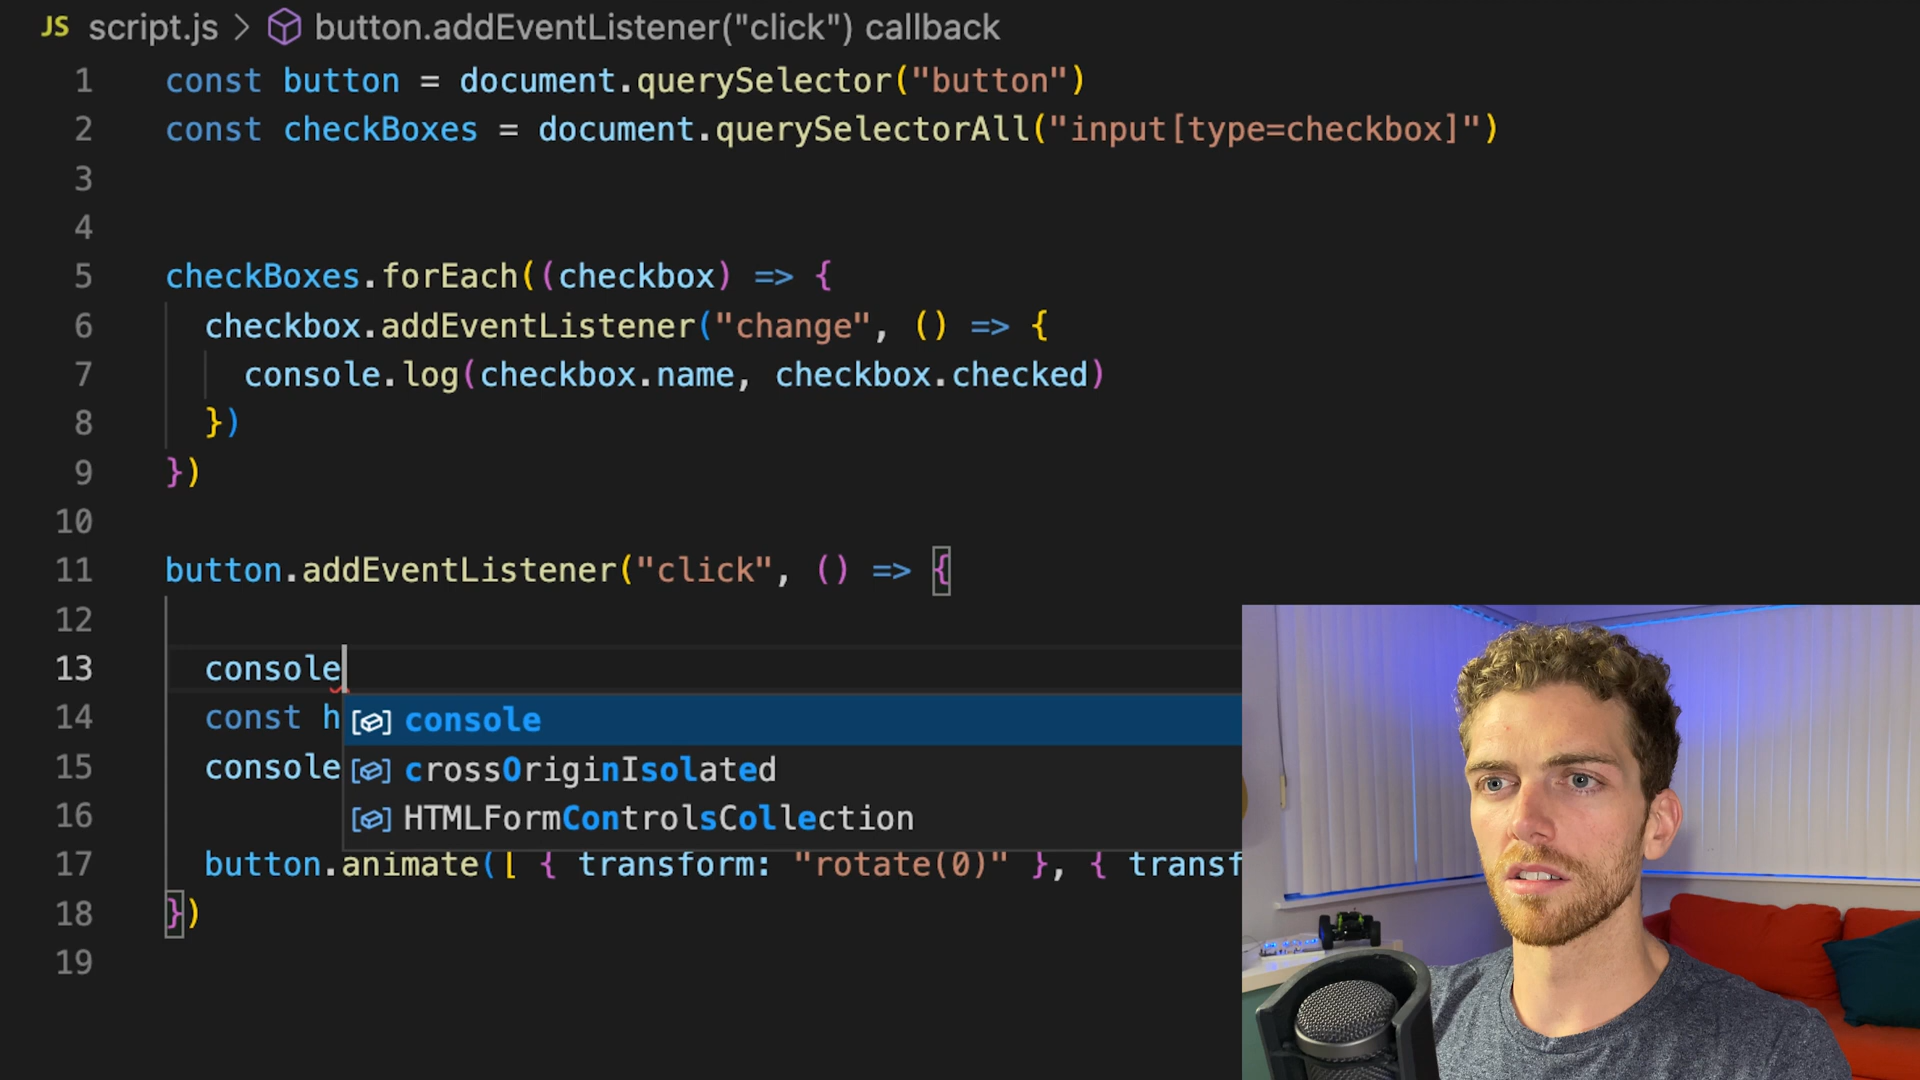 JS script.js > button.addEventListener("click") callback
1 const button = document.querySelector("button")
2 const checkBoxes = document.querySelectorAll("input[type=checkbox]")
3
4
5 checkBoxes.forEach((checkbox) => {
6 checkbox.addEventListener("change", () => {
7 console.log(checkbox.name, checkbox.checked)
8 })
9 })
10
11 button.addEventListener("click", () => {
12
13 console
14 const h
console
crossOriginIsolated
15 console
HTMLFormControlsCollection
16
17 button.animate([ { transform: "rotate(0)" }, { transf
18 })
19